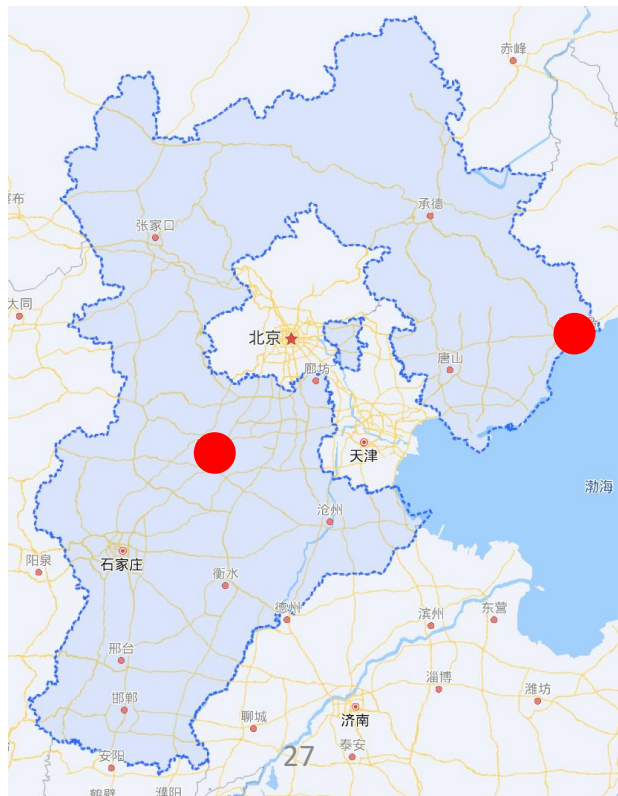 赤峰
承德
张家口
大同
北京
唐山
廊坊
天津
渤海
沧州
石家庄
阳泉
衡水
德州
滨州
东营
邢台
淄博
潍坊
邯郸
聊城
济南
泰安
安阳
27
鹤壁
濮阳